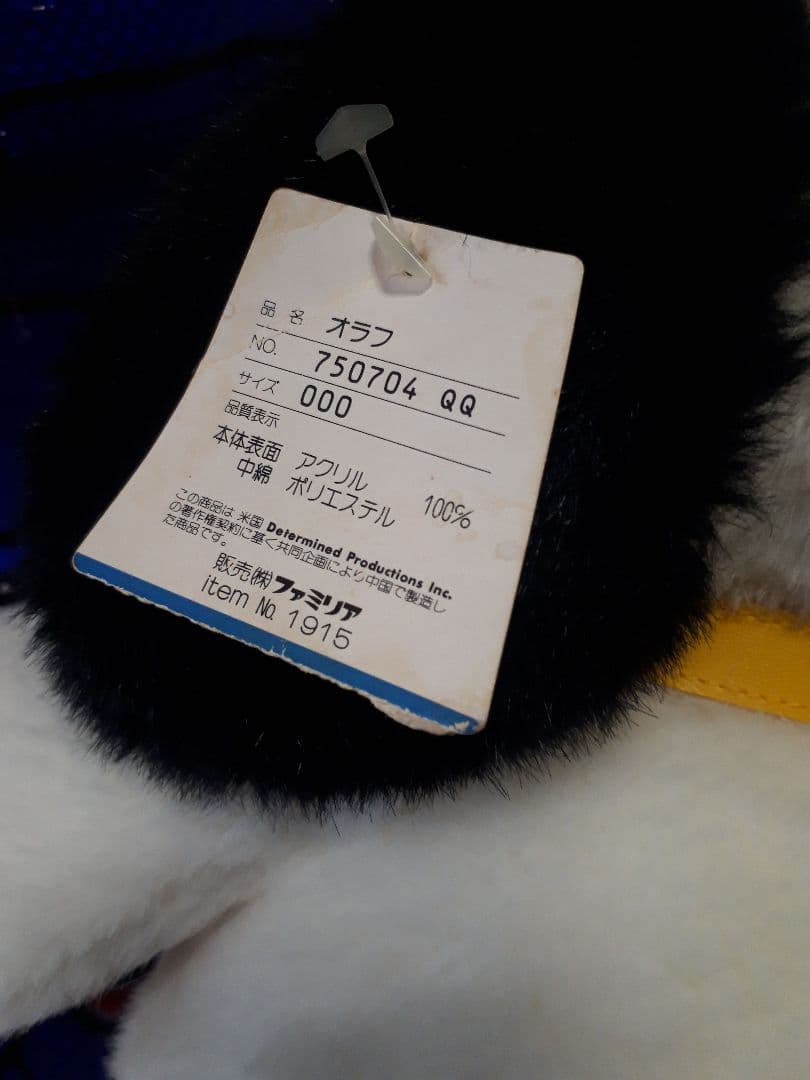 品名 オラフ
NO. 750704 QQ
サイズ 000
品質表示
本体表面 アクリル
中綿 ポリエステル 100%
この商品は 米国 Determined Productions Inc.
の著作権契約に基く共同企画により中国で製造し
た商品です。
販売㈱ファミリア
item No. 1915